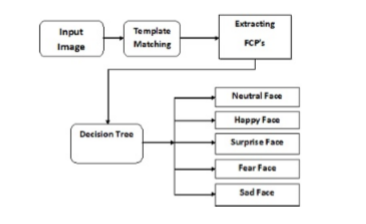 Input
Image
Template
Matching
Extracting
FCP's
Decision Tree
Neutral Face
Happy Face
Surprise Face
Fear Face
Sad Face